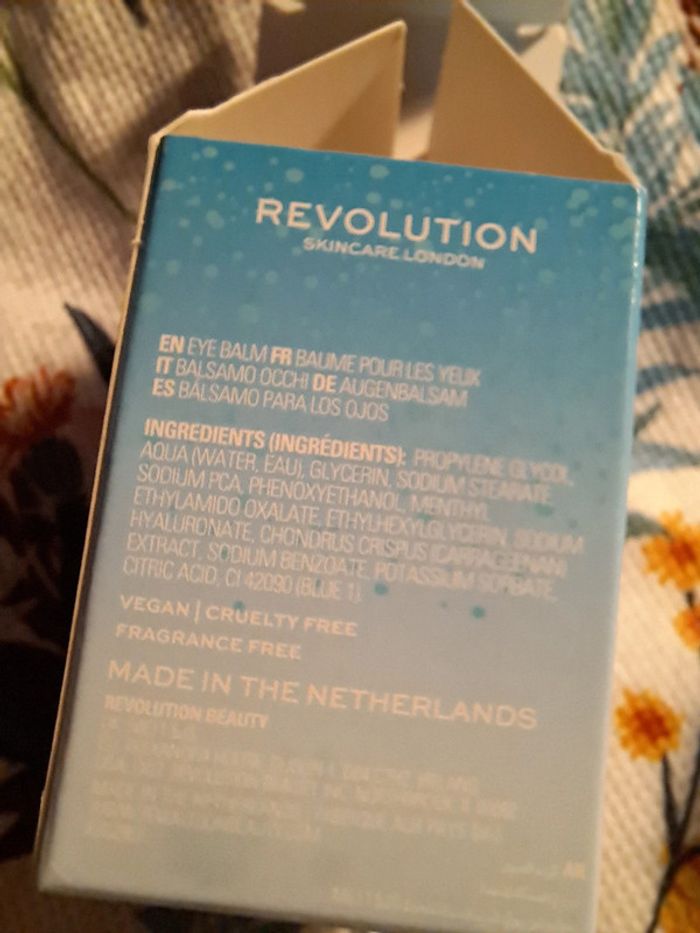 REVOLUTION
SKINCARE LONDON
EN EYE BALM FR BAUME POUR LES YEUX
IT BALSAMO OCCHI DE AUGENBALSAM
ES BÁLSAMO PARA LOS OJOS
INGREDIENTS (INGRÉDIENTS): PROPYLENE GLYCOL,
AQUA (WATER, EAU), GLYCERIN, SODIUM STEARATE,
SODIUM PCA, PHENOXYETHANOL, MENTHYL
ETHYLAMIDO OXALATE, ETHYLHEXYLGLYCERIN, SODIUM
HYALURONATE, CHONDRUS CRISPUS (CARRAGEENAN)
EXTRACT, SODIUM BENZOATE, POTASSIUM SORBATE,
CITRIC ACID, CI 42090 (BLUE 1).
VEGAN | CRUELTY FREE
FRAGRANCE FREE
MADE IN THE NETHERLANDS
REVOLUTION BEAUTY